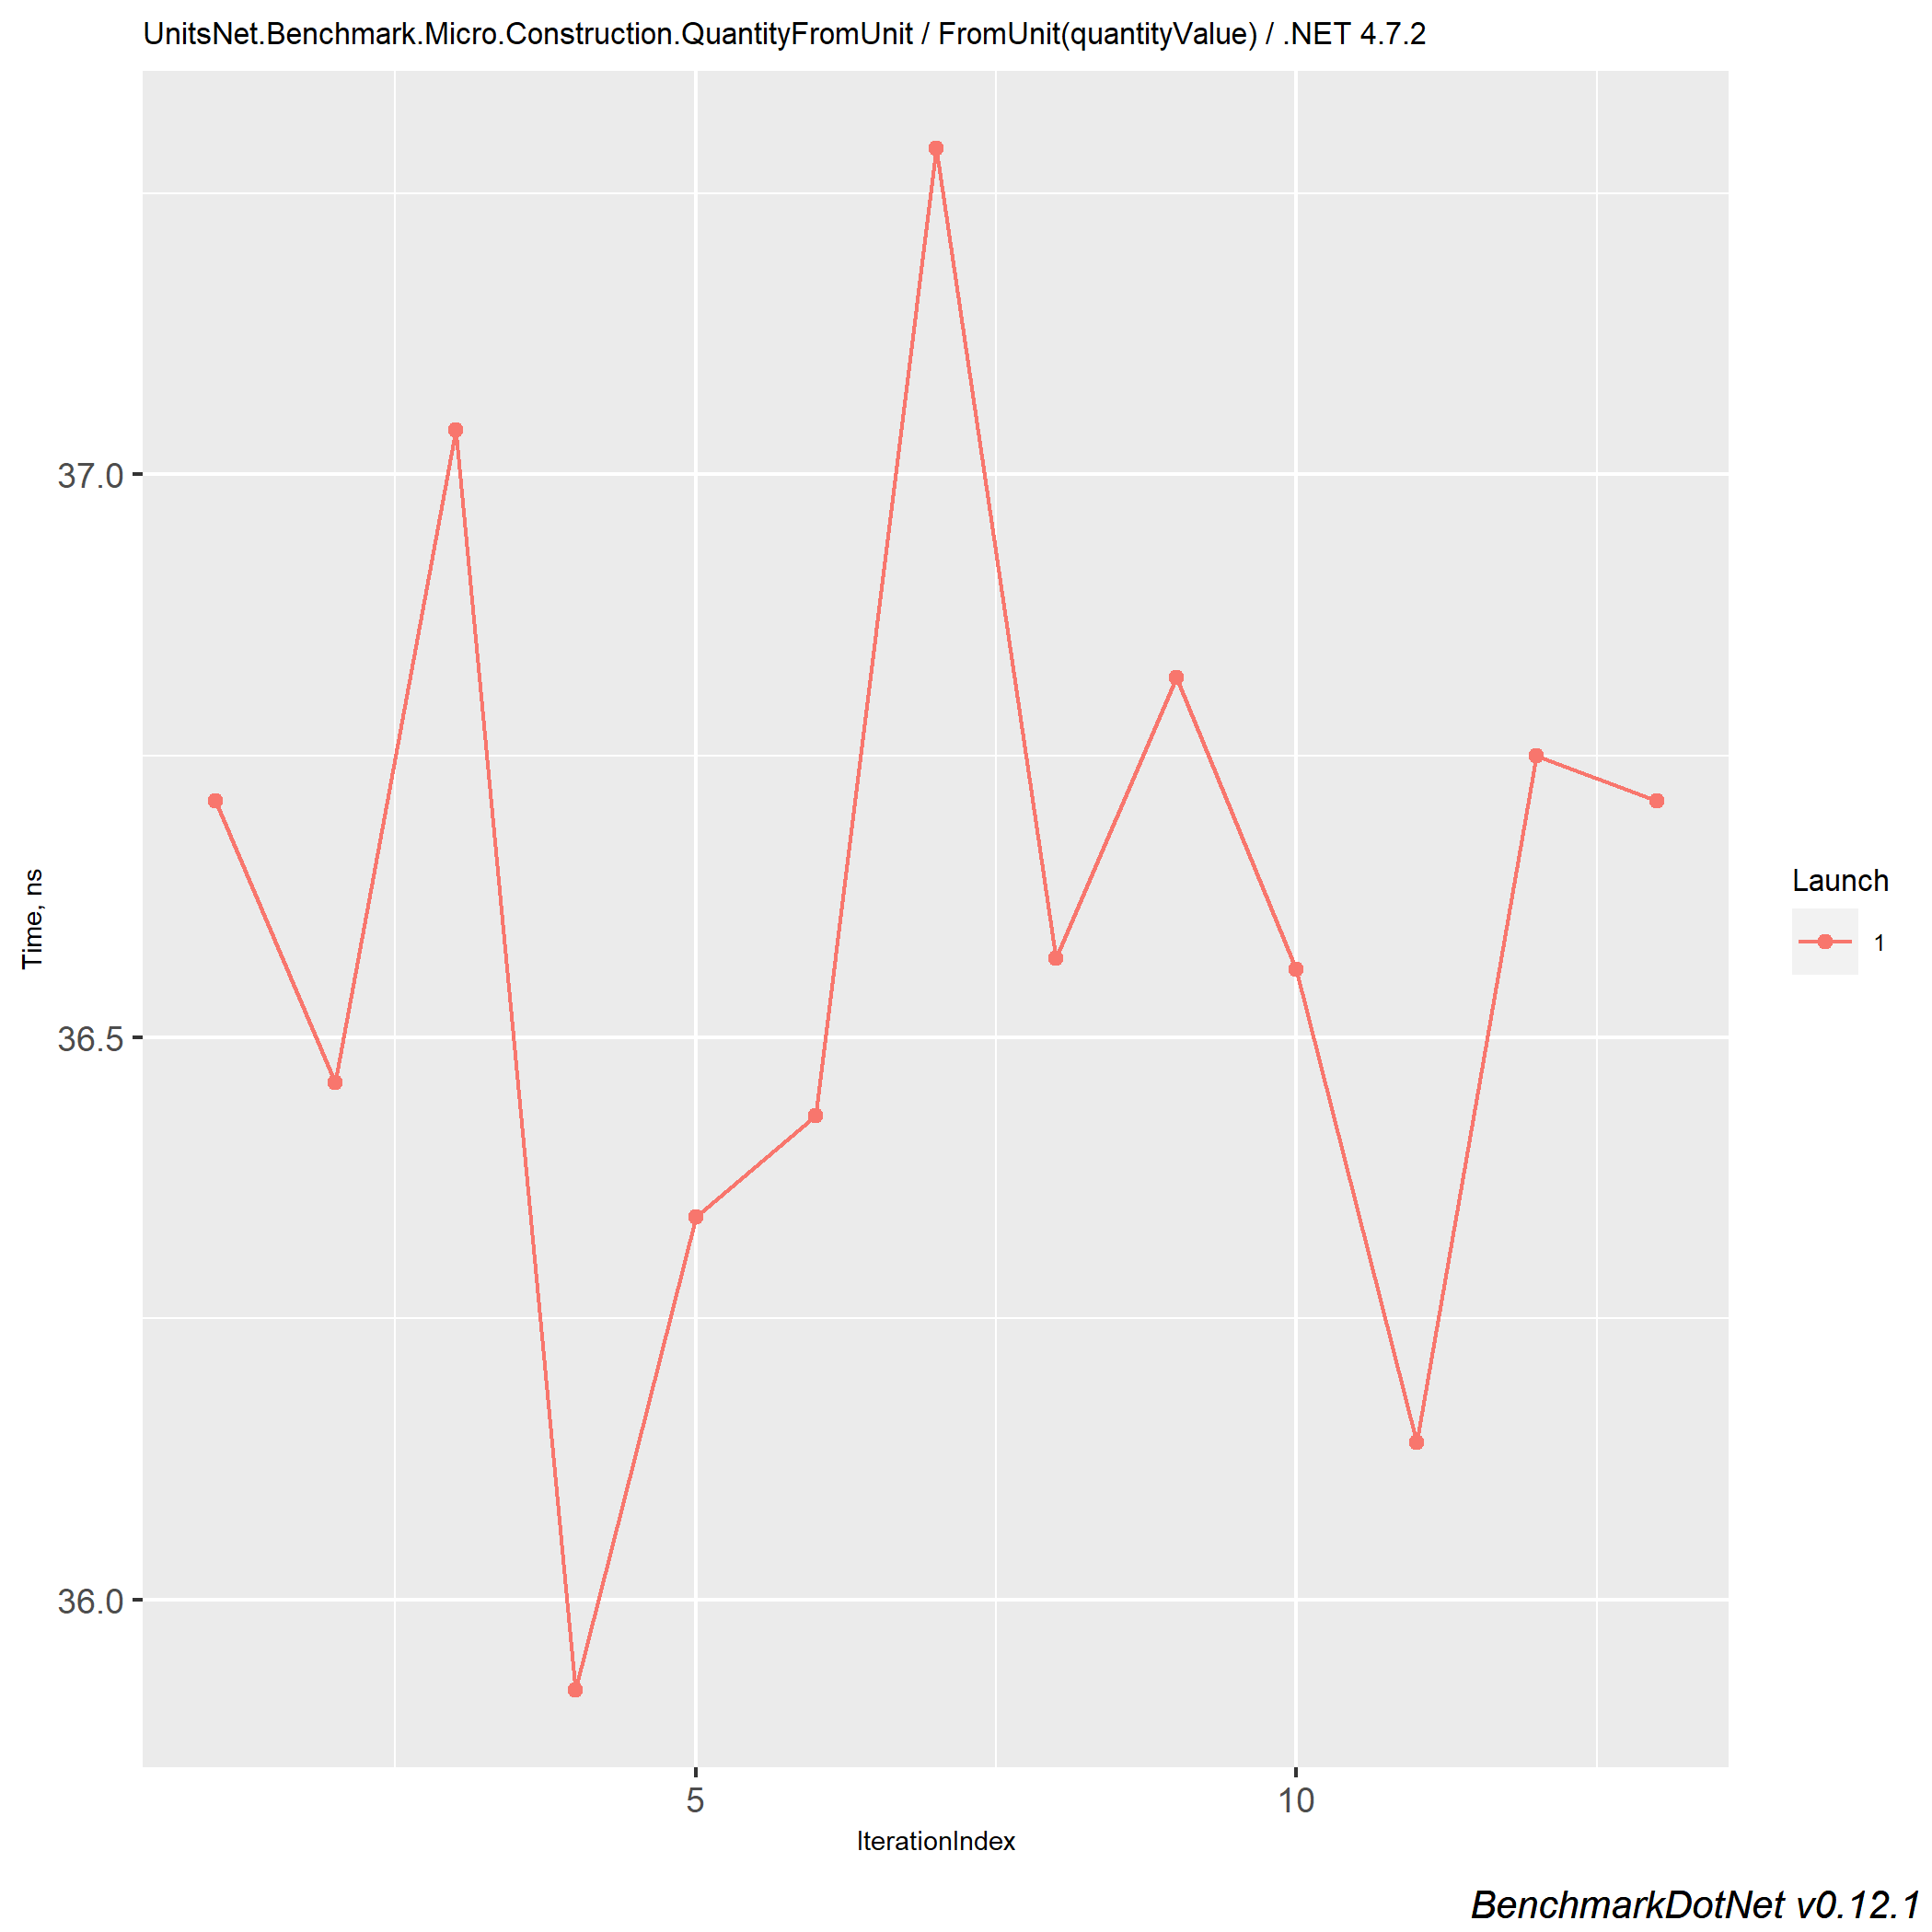 UnitsNet.Benchmark.Micro.Construction.QuantityFromUnit / FromUnit(quantityValue) / .NET 4.7.2
37.0
36.5
36.0
Time, ns
5
10
IterationIndex
Launch
1
BenchmarkDotNet v0.12.1